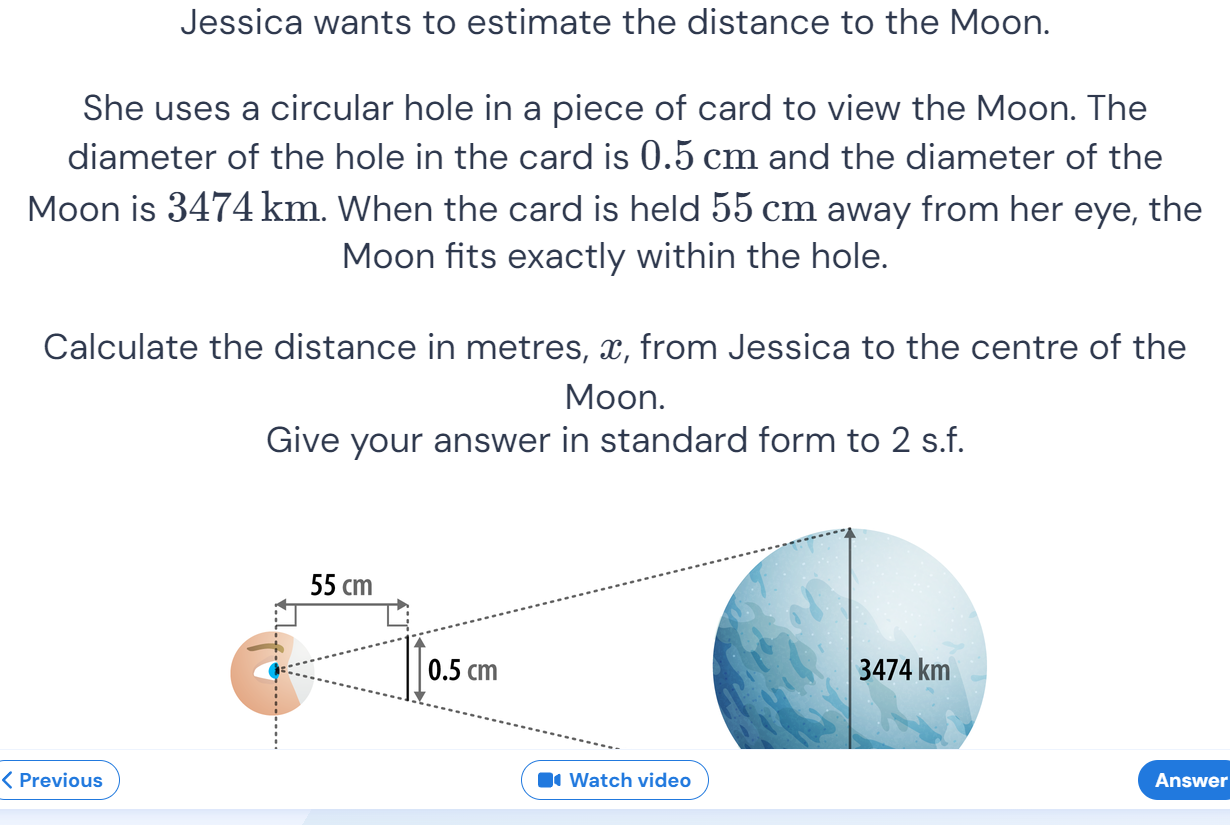 Jessica wants to estimate the distance to the Moon.
She uses a circular hole in a piece of card to view the Moon. The
diameter of the hole in the card is 0.5 cm and the diameter of the
Moon is 3474 km. When the card is held 55 cm away from her eye, the
Moon fits exactly within the hole.
Calculate the distance in metres, x, from Jessica to the centre of the
Moon.
Give your answer in standard form to 2 s.f.
55 cm
0.5 cm
3474 km
Previous
Watch video
Answer